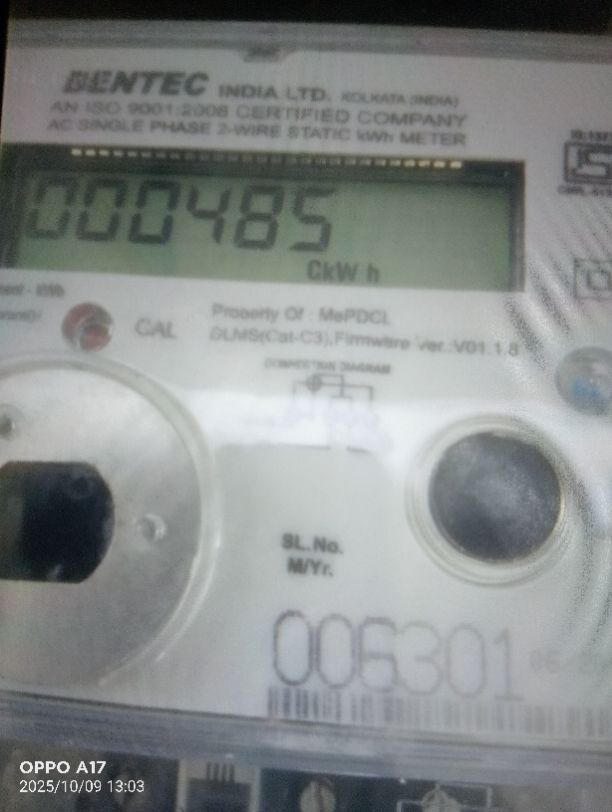 BENTEC INDIA LTD. KOLKATA (INDIA)
AN ISO 9001:2008 CERTIFIED COMPANY
AC SINGLE PHASE 2-WIRE STATIC kWh METER
000485
CkW h
CAL
Property Of : MePDCL
DLMS(Cat-C3),Firmware ver.:V01.1.8
CONNECTION DIAGRAM
SL.No.
M/Yr.
006301
OPPO A17
2025/10/09 13:03